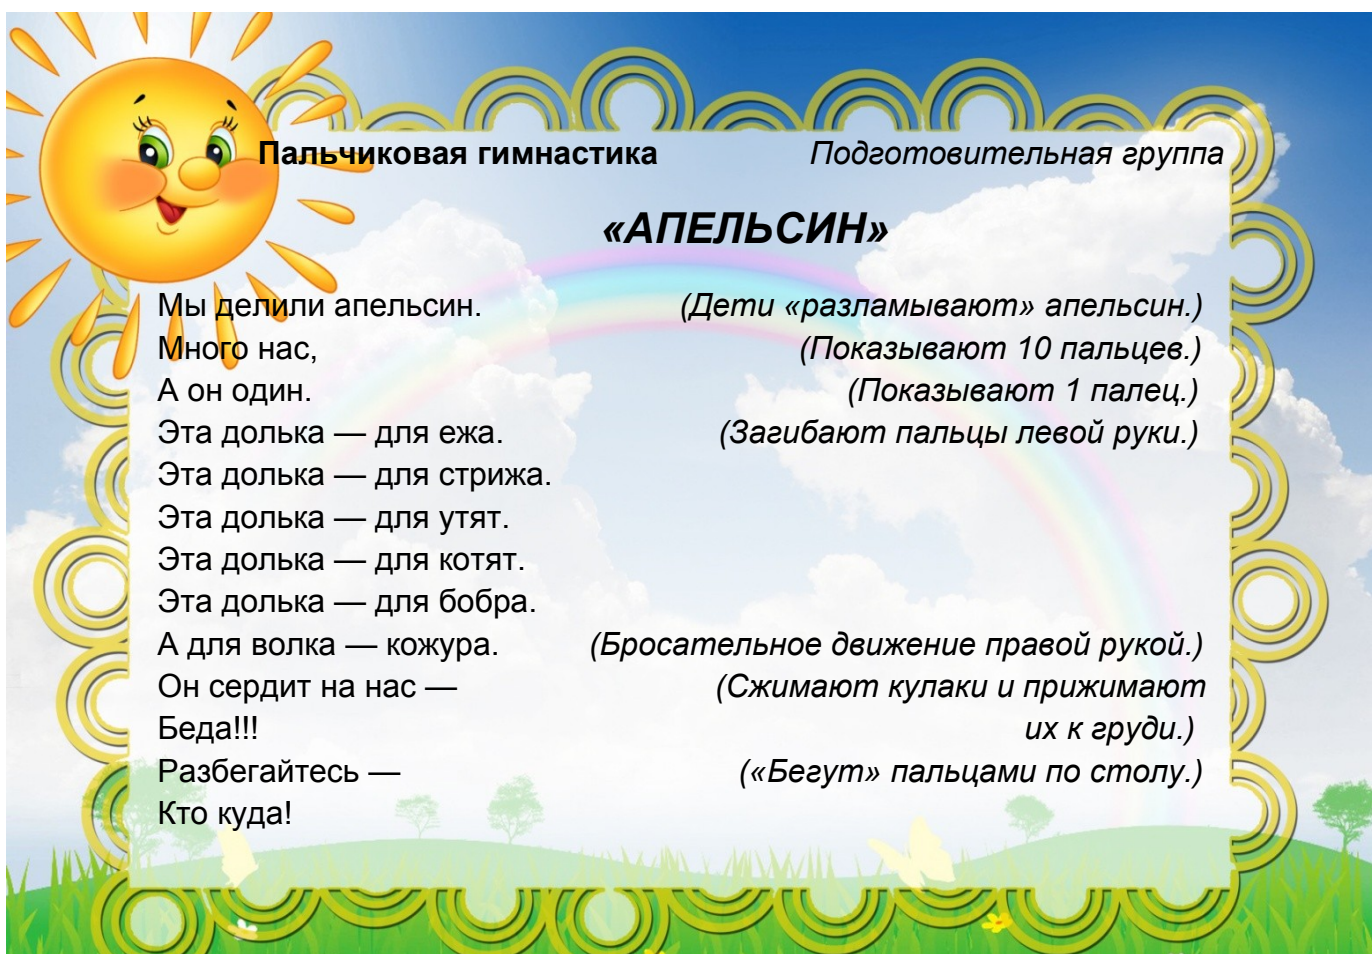 Пальчиковая гимнастика Подготовительная группа
«АПЕЛЬСИН»
Мы делили апельсин. (Дети «разламывают» апельсин.)
Много нас, (Показывают 10 пальцев.)
А он один. (Показывают 1 палец.)
Эта долька — для ежа. (Загибают пальцы левой руки.)
Эта долька — для стрижа.
Эта долька — для утят.
Эта долька — для котят.
Эта долька — для бобра.
А для волка — кожура. (Бросательное движение правой рукой.)
Он сердит на нас — (Сжимают кулаки и прижимают
Беда!!! их к груди.)
Разбегайтесь — («Бегут» пальцами по столу.)
Кто куда!